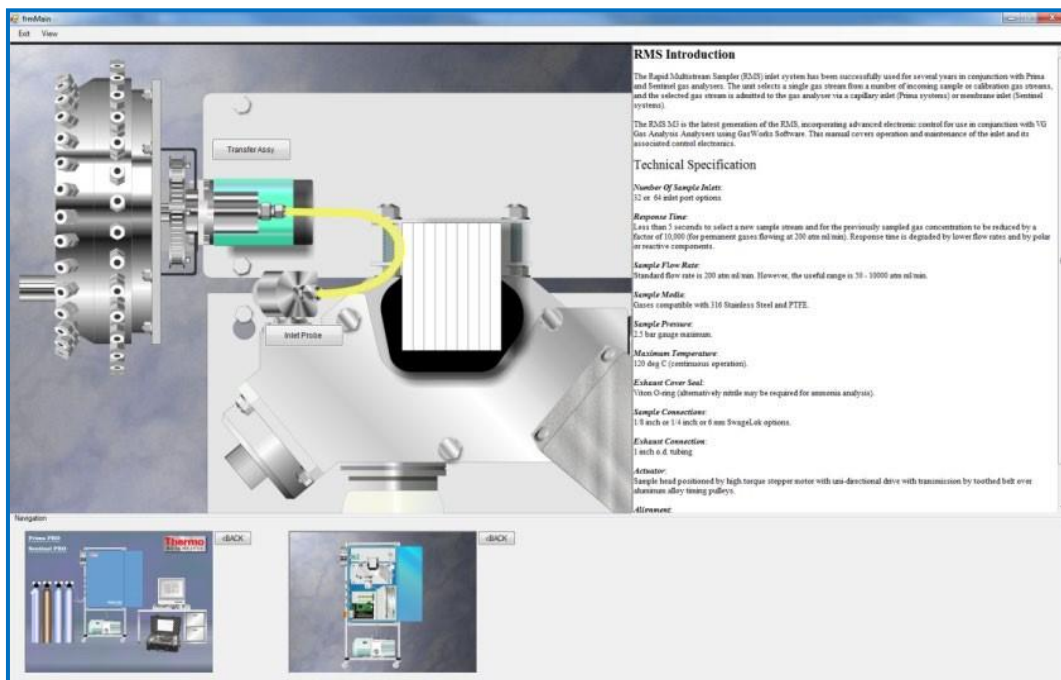 frmMain
Exit View
Transfer Assy
Inlet Probe
RMS Introduction
The Rapid Multistream Sampler (RMS) inlet system has been successfully used for several years in conjunction with Prima
and Sentinel gas analysers. The unit selects a single gas stream from a number of incoming sample or calibration gas streams,
and the selected gas stream is admitted to the gas analyser via a capillary inlet (Prima systems) or membrane inlet (Sentinel
systems).
The RMS M3 is the latest generation of the RMS, incorporating advanced electronic control for use in conjunction with VG
Gas Analysis Analysers using GasWorks Software. This manual covers operation and maintenance of the inlet and its
associated control electronics.
Technical Specification
Number Of Sample Inlets:
32 or 64 inlet port options
Response Time:
Less than 5 seconds to select a new sample stream and for the previously sampled gas concentration to be reduced by a
factor of 10,000 (for permanent gases flowing at 200 atm ml/min). Response time is degraded by lower flow rates and by polar
or reactive components.
Sample Flow Rate:
Standard flow rate is 200 atm ml/min. However, the useful range is 50 - 10000 atm ml/min.
Sample Media:
Gases compatible with 316 Stainless Steel and PTFE.
Sample Pressure:
2.5 bar gauge maximum.
Maximum Temperature:
120 deg C (continuous operation).
Exhaust Cover Seal:
Viton O-ring (alternatively nitrile may be required for ammonia analysis).
Sample Connections:
1/8 inch or 1/4 inch or 6 mm SwageLok options.
Exhaust Connection:
1 inch o.d. tubing
Actuator:
Sample head positioned by high torque stepper motor with uni-directional drive with transmission by toothed belt over
aluminum alloy timing pulleys.
Alignment:
Navigation
Prima PRO
Sentinel PRO
Thermo
<BACK
<BACK